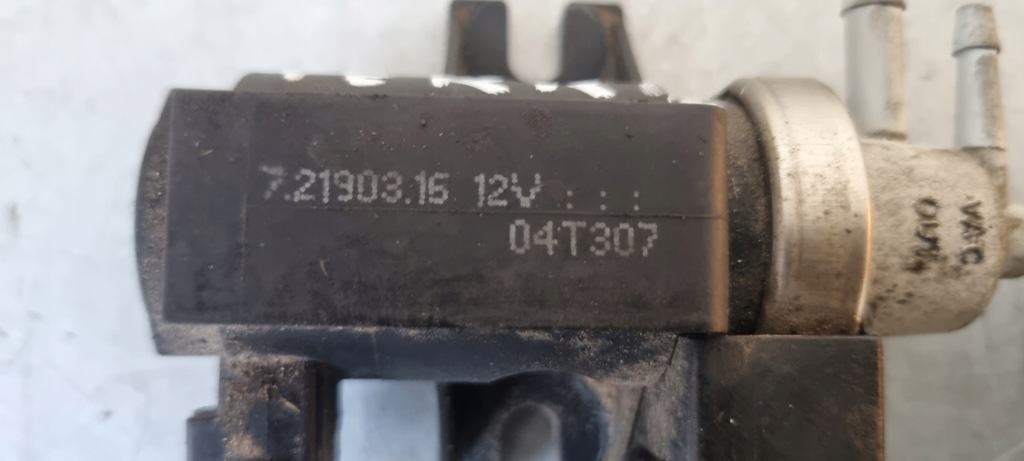 7.21903.16 12V : : :
04T307
VAC
OUT